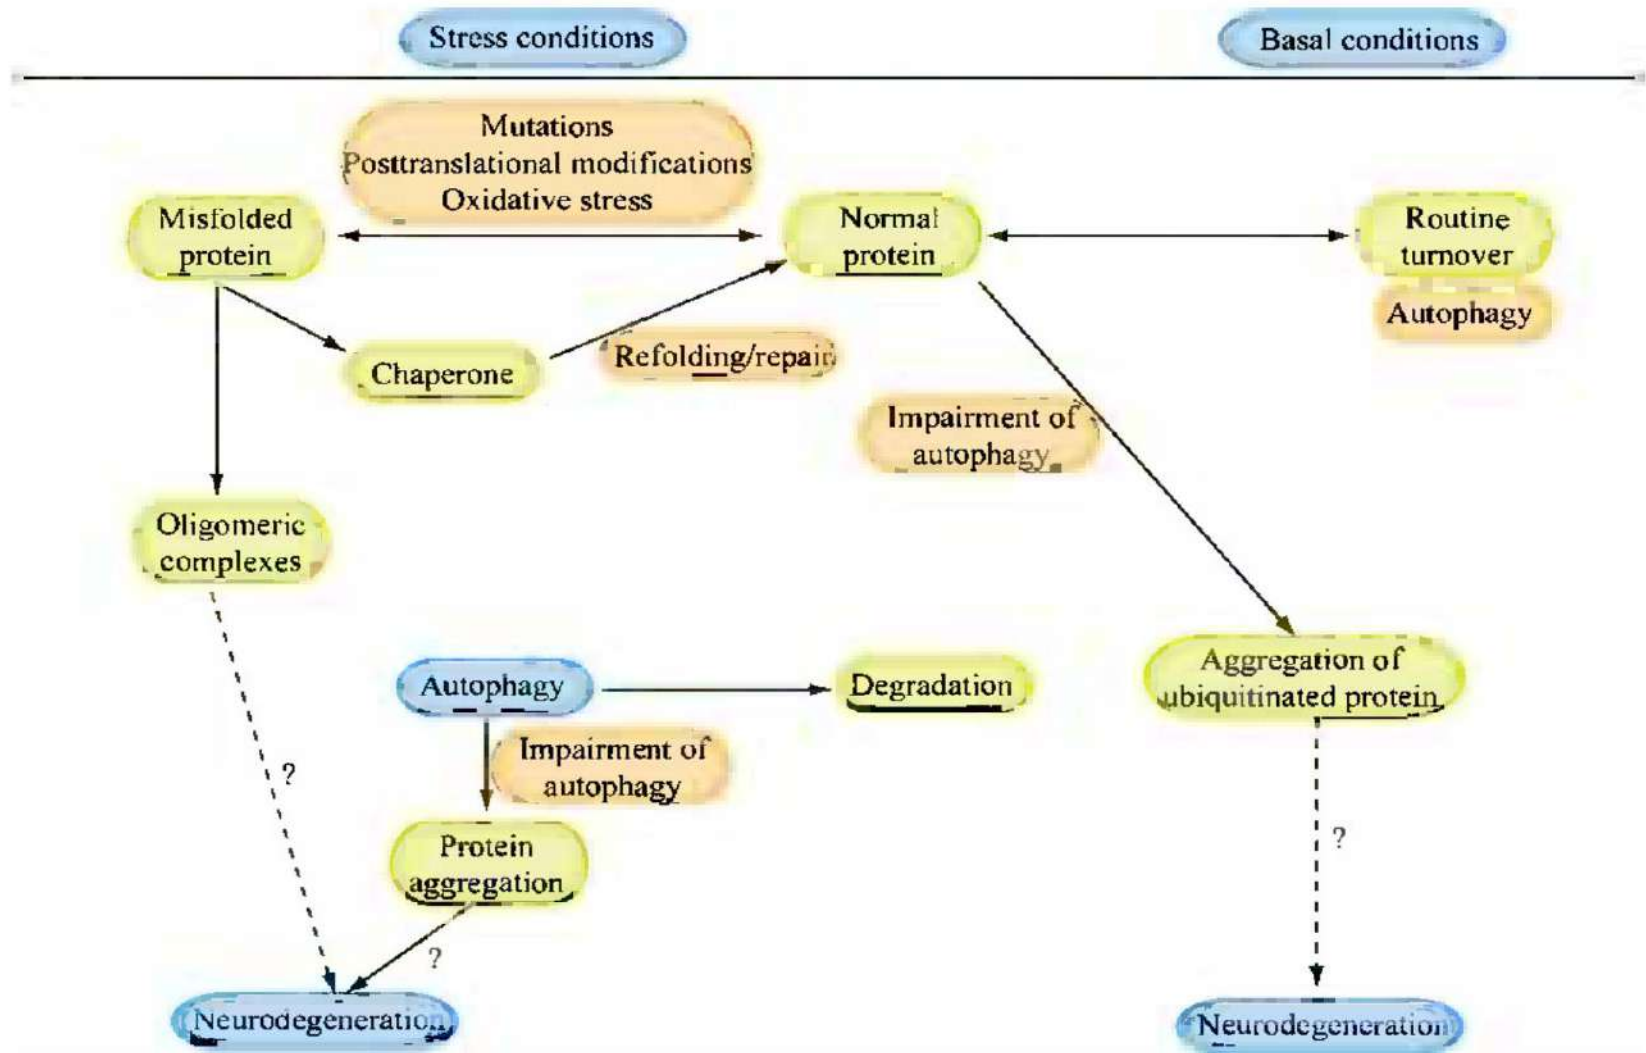 Stress conditions
Basal conditions
Mutations
Posttranslational modifications
Oxidative stress
Misfolded
protein
Normal
protein
Routine
turnover
Autophagy
Chaperone
Refolding/repair
Impairment of
autophagy
Oligomeric
complexes
Autophagy
Degradation
Aggregation of
ubiquitinated protein
Impairment of
autophagy
?
Protein
aggregation
?
?
Neurodegeneration
Neurodegeneration